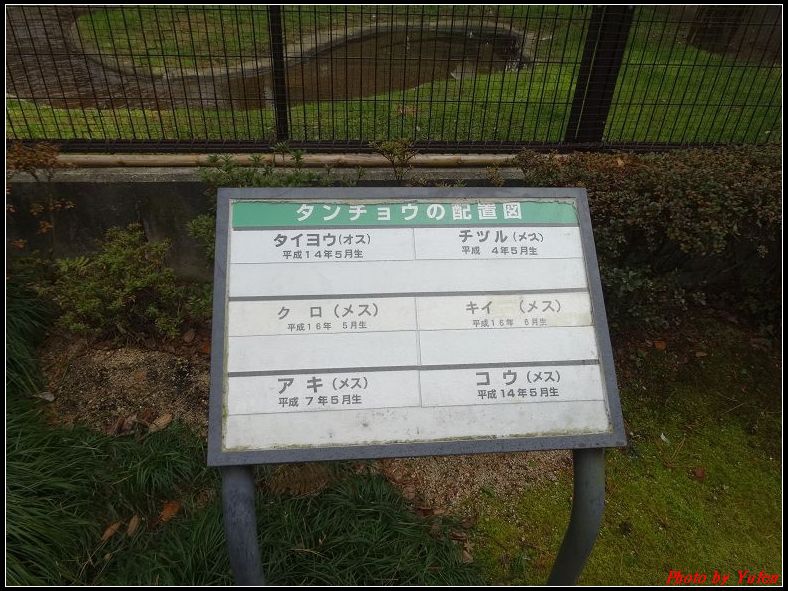 タンチョウの配置図
タイヨウ(オス) チヅル(メス)
平成14年5月生 平成 4年5月生
クロ (メス) キイ (メス)
平成16年 5月生 平成16年 6月生
アキ(メス) コウ(メス)
平成 7年5月生 平成14年5月生
Photo by Yufen